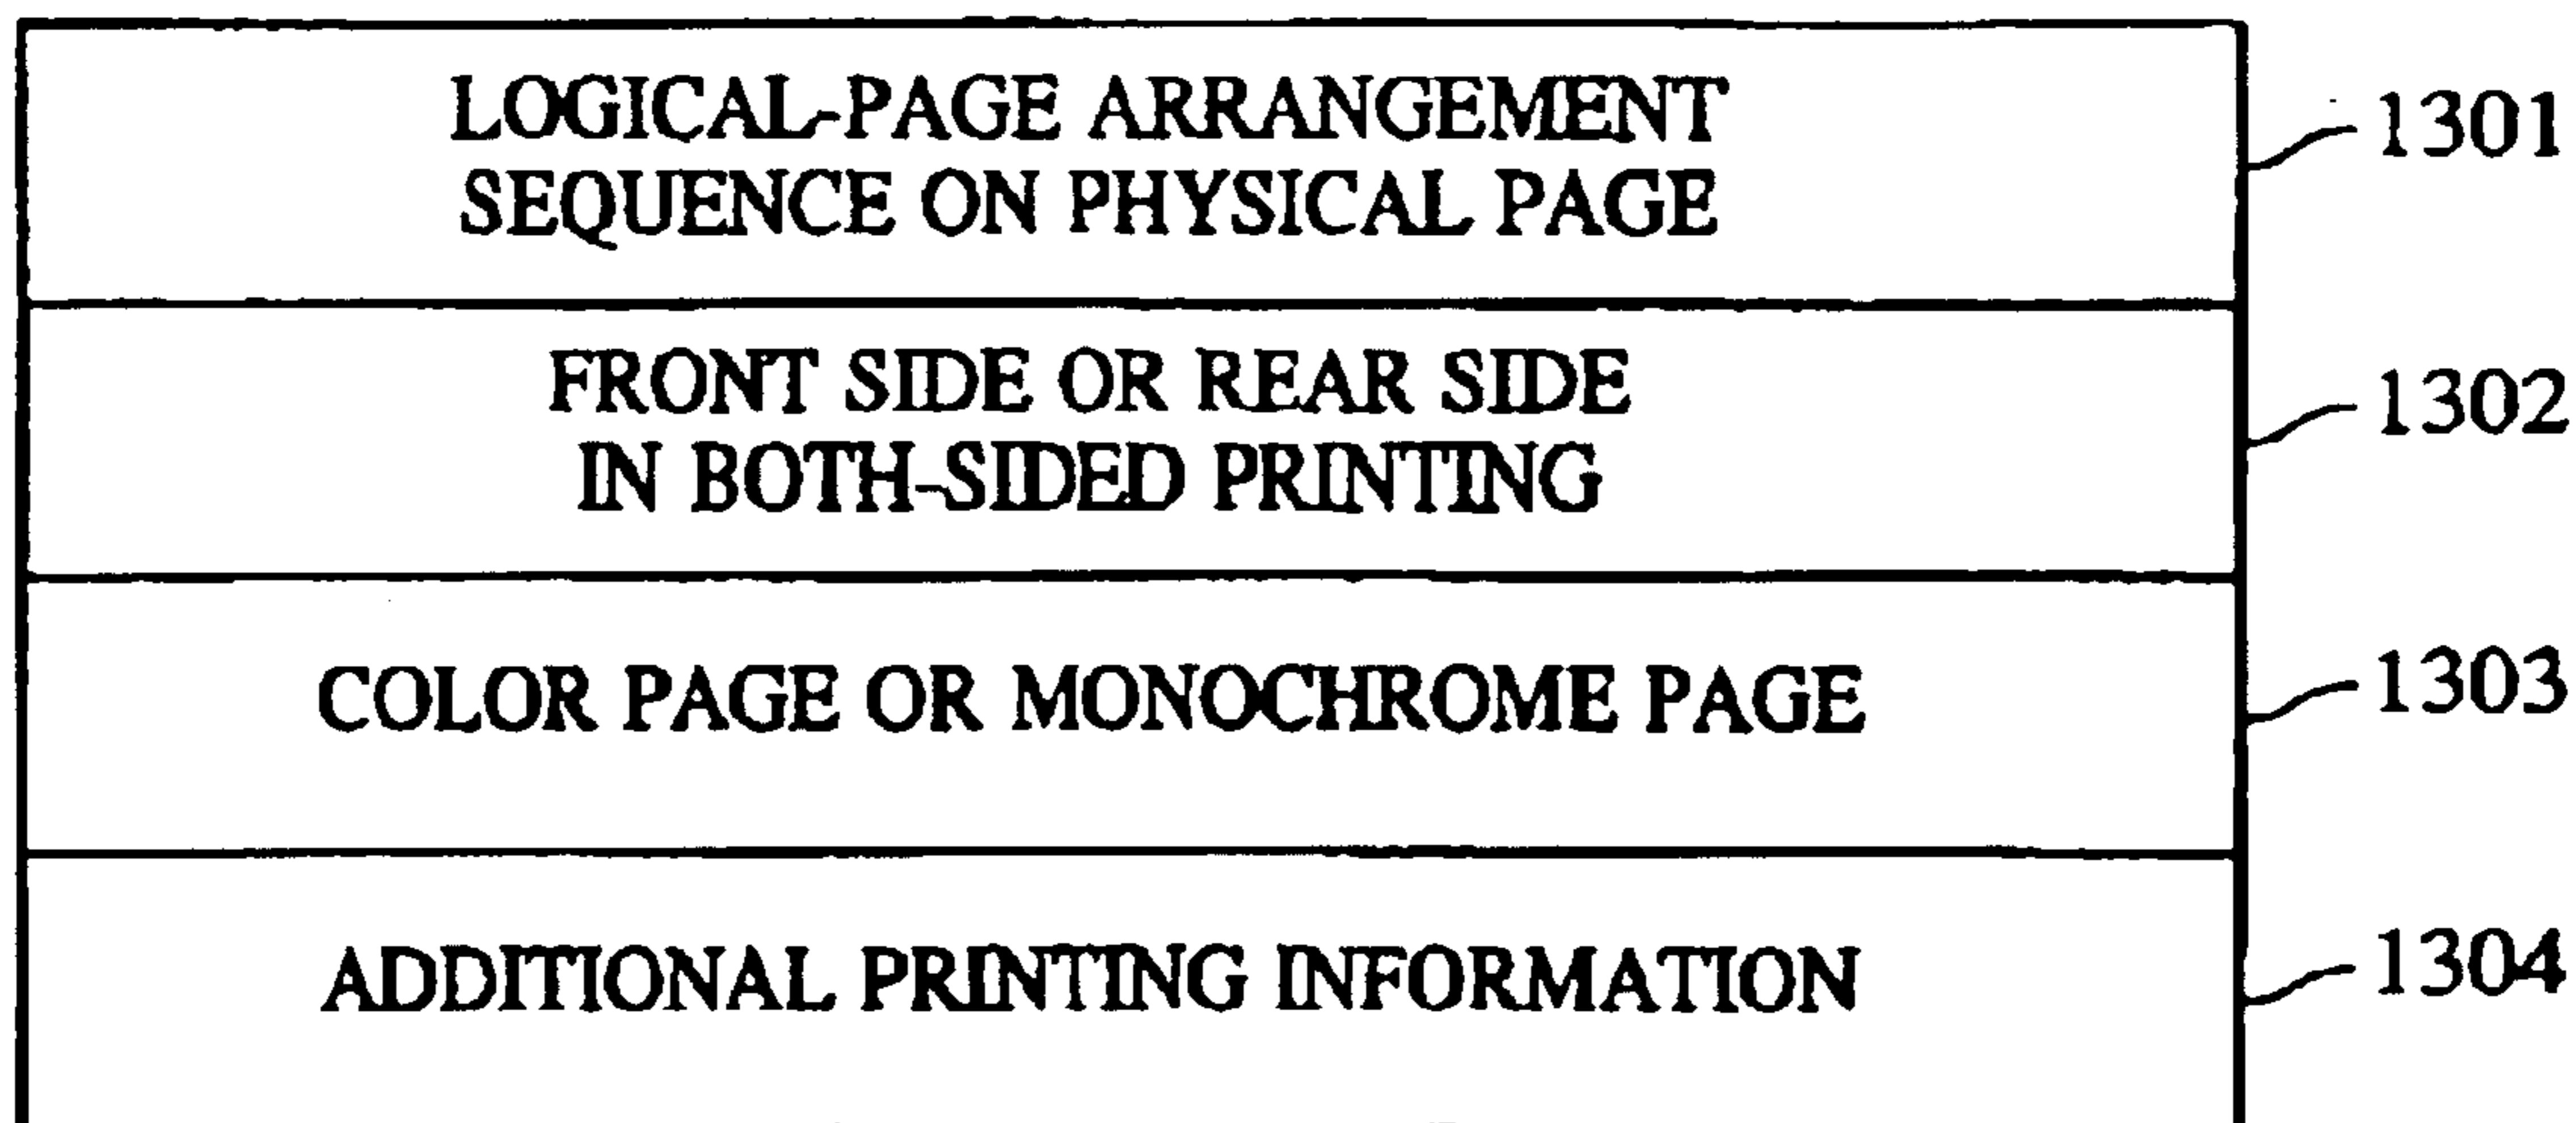 LOGICAL-PAGE ARRANGEMENT
SEQUENCE ON PHYSICAL PAGE
1301
FRONT SIDE OR REAR SIDE
IN BOTH-SIDED PRINTING
1302
COLOR PAGE OR MONOCHROME PAGE
1303
ADDITIONAL PRINTING INFORMATION
1304